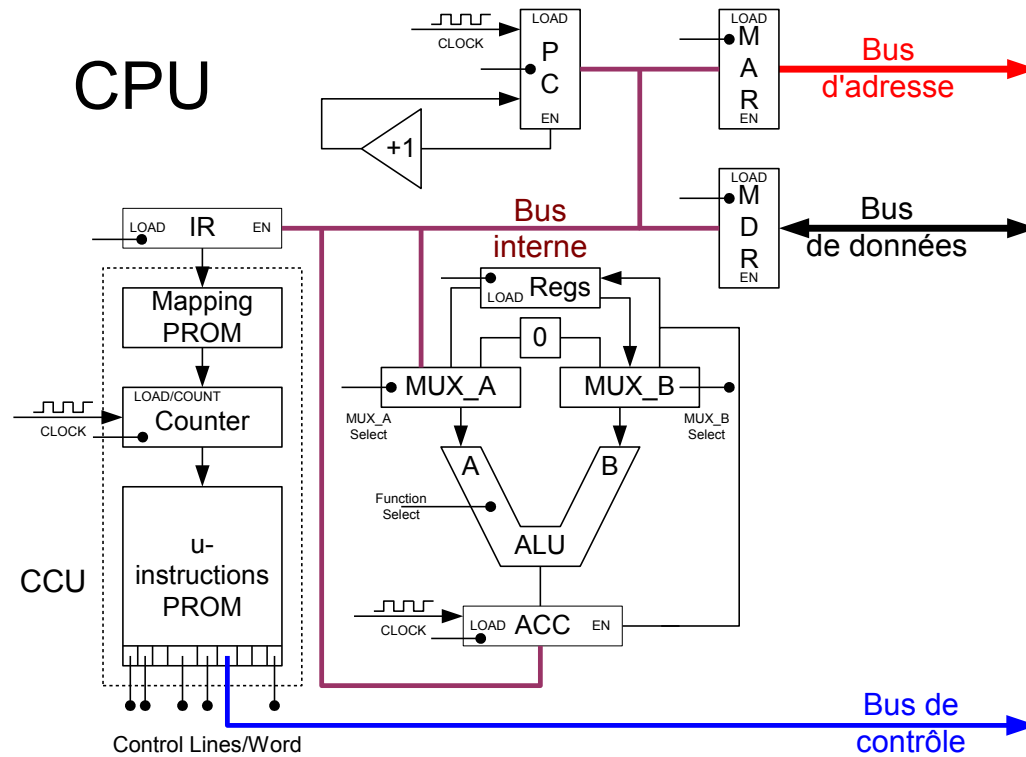 CPU
CLOCK
LOAD
P
C
EN
+1
LOAD
M
A
R
EN
Bus
d'adresse
LOAD
M
D
R
EN
Bus
de données
Bus
interne
LOAD
IR
EN
Mapping
PROM
LOAD/COUNT
Counter
CLOCK
u-
instructions
PROM
CCU
Control Lines/Word
LOAD
Regs
0
MUX_A
MUX_B
MUX_A
Select
MUX_B
Select
A
B
Function
Select
ALU
CLOCK
LOAD
ACC
EN
Bus de
contrôle